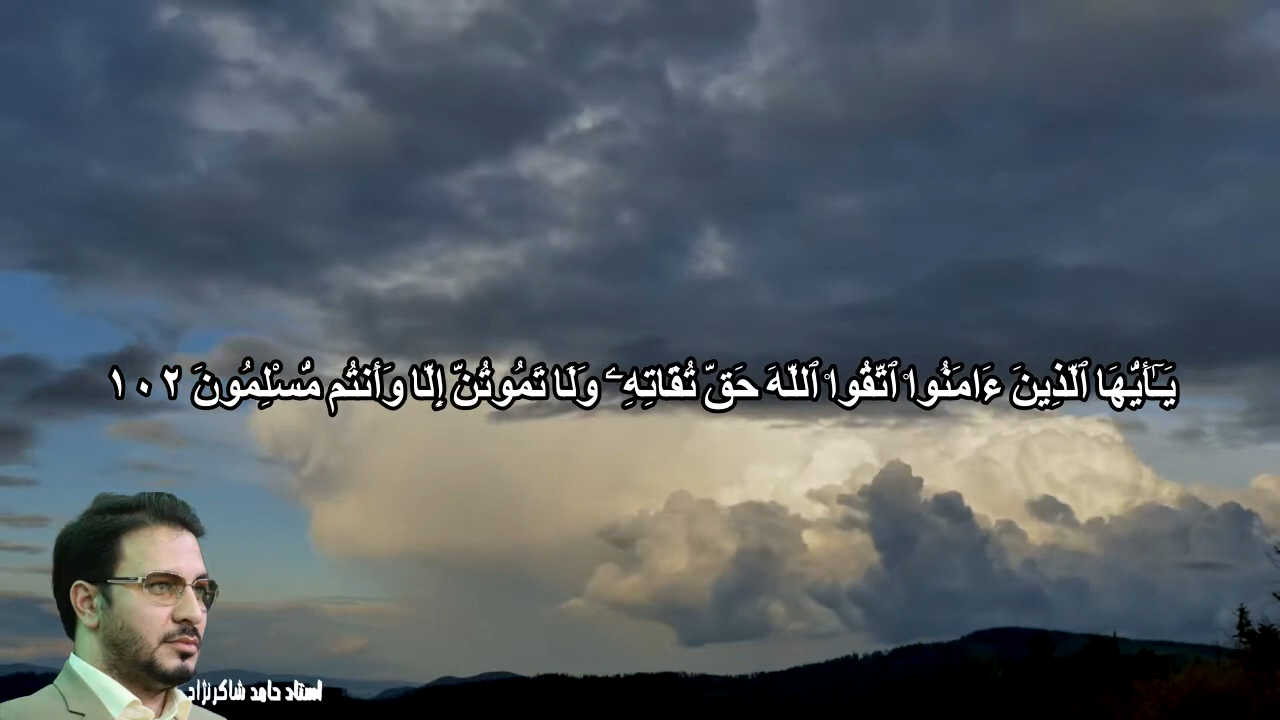 يَـٰٓأَيُّهَا ٱلَّذِينَ ءَامَنُوا۟ ٱتَّقُوا۟ ٱللَّهَ حَقَّ تُقَاتِهِۦ وَلَا تَمُوتُنَّ إِلَّا وَأَنتُم مُّسْلِمُونَ ١٠٢
استاد حامد شاکرنژاد